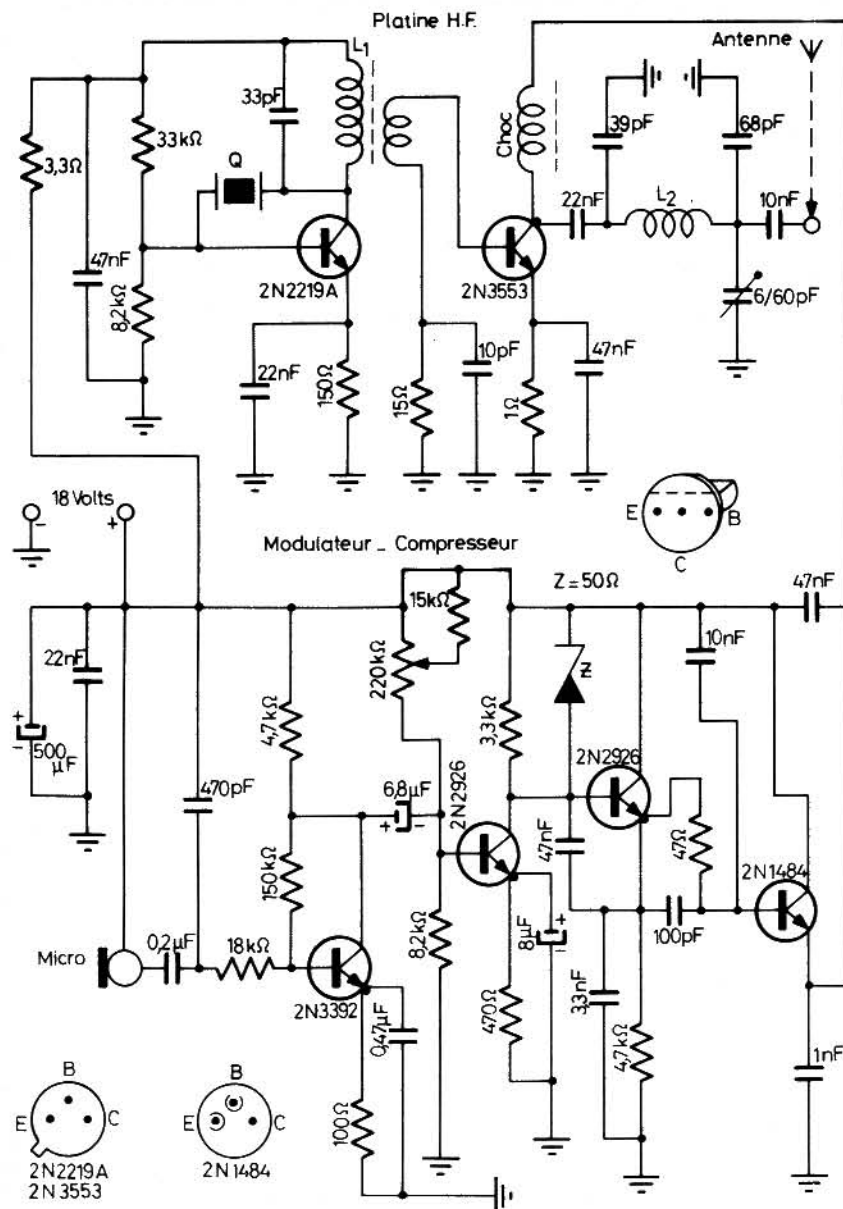 Platine H.F.
L1
Antenne
33pF
33kΩ
3,3Ω
Q
Choc
39pF
68pF
22nF
L2
10nF
47nF
8,2kΩ
2N2219A
2N3553
6/60pF
22nF
150Ω
15Ω
10pF
1Ω
47nF
18 Volts
-
+
E
B
C
Modulateur _ Compresseur
Z = 50Ω
47nF
15kΩ
10nF
22nF
220kΩ
Z
+
-
500
µF
4,7kΩ
3,3kΩ
2N2926
470pF
6,8µF
+
-
2N2926
47nF
47Ω
2N1484
150kΩ
100pF
0,2µF
18kΩ
8,2kΩ
8µF
+
-
Micro
2N3392
0,47µF
470Ω
3,3nF
4,7kΩ
1nF
B
E
C
2N2219A
2N3553
B
E
C
2N1484
100Ω